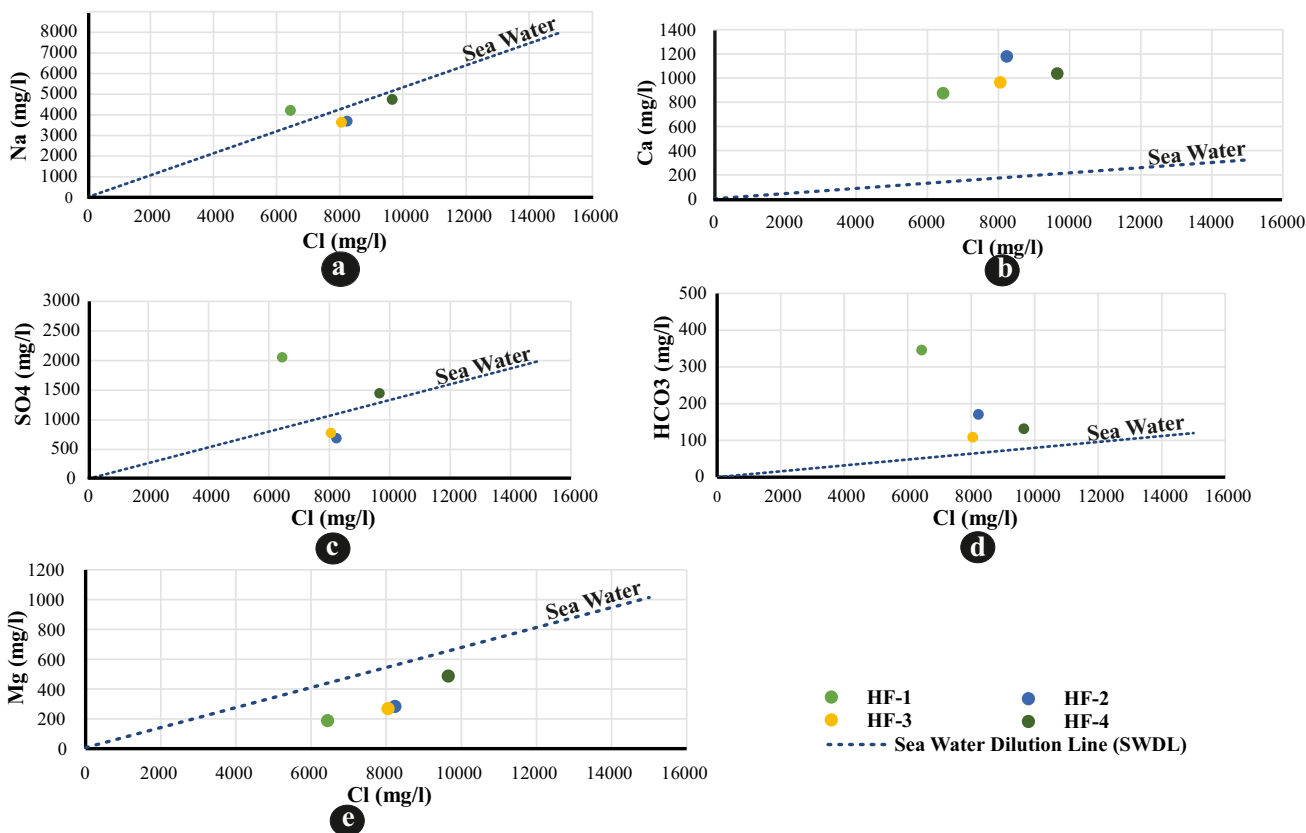 8000
7000
6000
5000
4000
3000
2000
1000
0
Na (mg/l)
Sea Water
0 2000 4000 6000 8000 10000 12000 14000 16000
Cl (mg/l)
a
1400
1200
1000
800
600
400
200
0
Ca (mg/l)
Sea Water
0 2000 4000 6000 8000 10000 12000 14000 16000
Cl (mg/l)
b
3000
2500
2000
1500
1000
500
0
SO4 (mg/l)
Sea Water
0 2000 4000 6000 8000 10000 12000 14000 16000
Cl (mg/l)
c
500
400
300
200
100
0
HCO3 (mg/l)
Sea Water
0 2000 4000 6000 8000 10000 12000 14000 16000
Cl (mg/l)
d
1200
1000
800
600
400
200
0
Mg (mg/l)
Sea Water
0 2000 4000 6000 8000 10000 12000 14000 16000
Cl (mg/l)
e
HF-1 HF-2
HF-3 HF-4
Sea Water Dilution Line (SWDL)